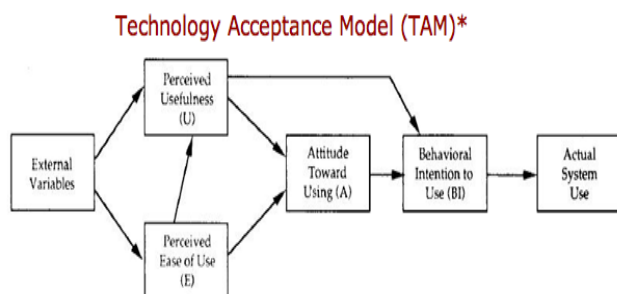 Technology Acceptance Model (TAM)*
Perceived
Usefulness
(U)
External
Variables
Attitude
Toward
Using (A)
Behavioral
Intention to
Use (BI)
Actual
System
Use
Perceived
Ease of Use
(E)